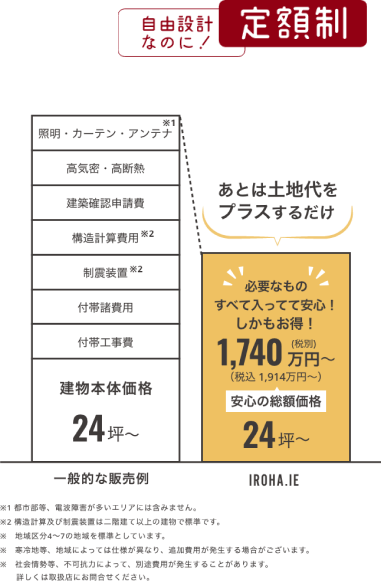 自由設計
なのに！
定額制
照明・カーテン・アンテナ※1
高気密・高断熱
建築確認申請費
構造計算費用※2
制震装置※2
付帯諸費用
付帯工事費
建物本体価格
24坪〜
一般的な販売例
あとは土地代を
プラスするだけ
必要なもの
すべて入ってて安心！
しかもお得！
1,740(税別)万円〜
(税込 1,914万円〜)
安心の総額価格
24坪〜
IROHA.IE
※1 都市部等、電波障害が多いエリアには含みません。
※2 構造計算及び制震装置は二階建て以上の建物で標準です。
※ 地域区分4〜7の地域を標準としています。
※ 寒冷地等、地域によっては仕様が異なり、追加費用が発生する場合がございます。
※ 社会情勢等、不可抗力によって、別途費用が発生することがあります。
詳しくは取扱店にお問合せください。